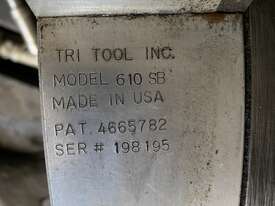 TRI TOOL INC.
MODEL 610 SB
MADE IN USA
PAT. 4665782
SER # 198195